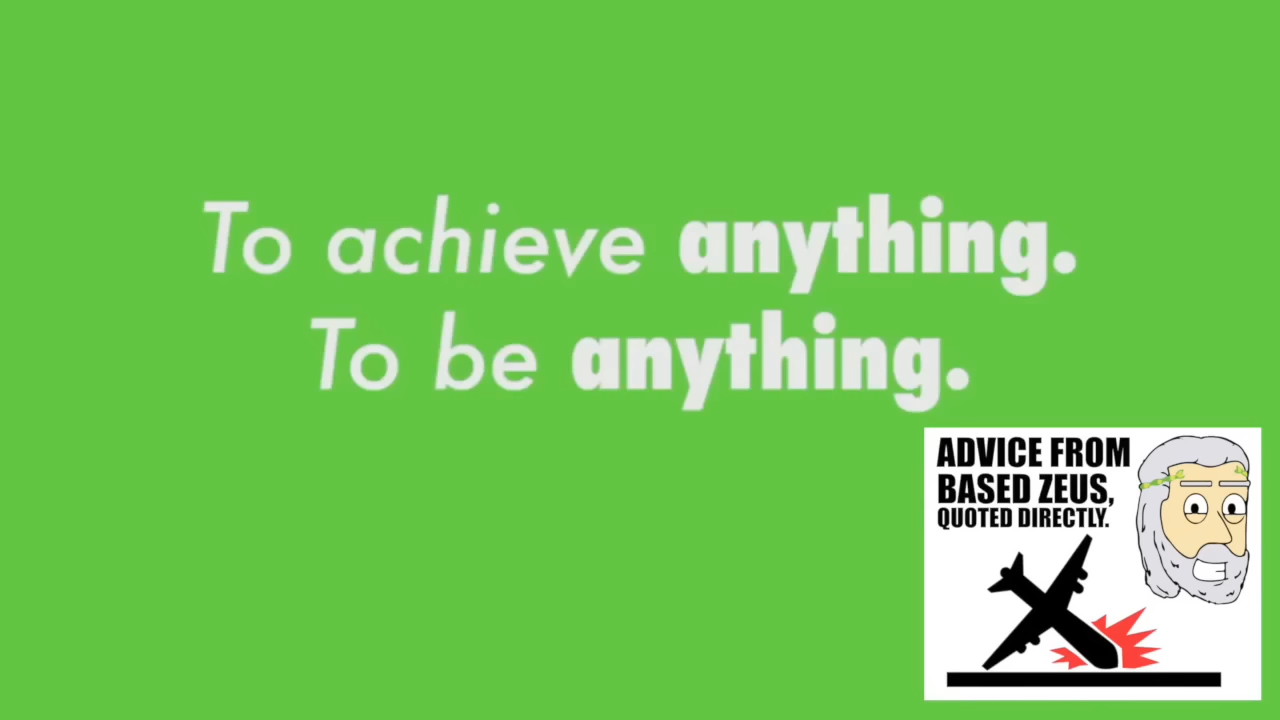 To achieve anything.
To be anything.
ADVICE FROM
BASED ZEUS,
QUOTED DIRECTLY.